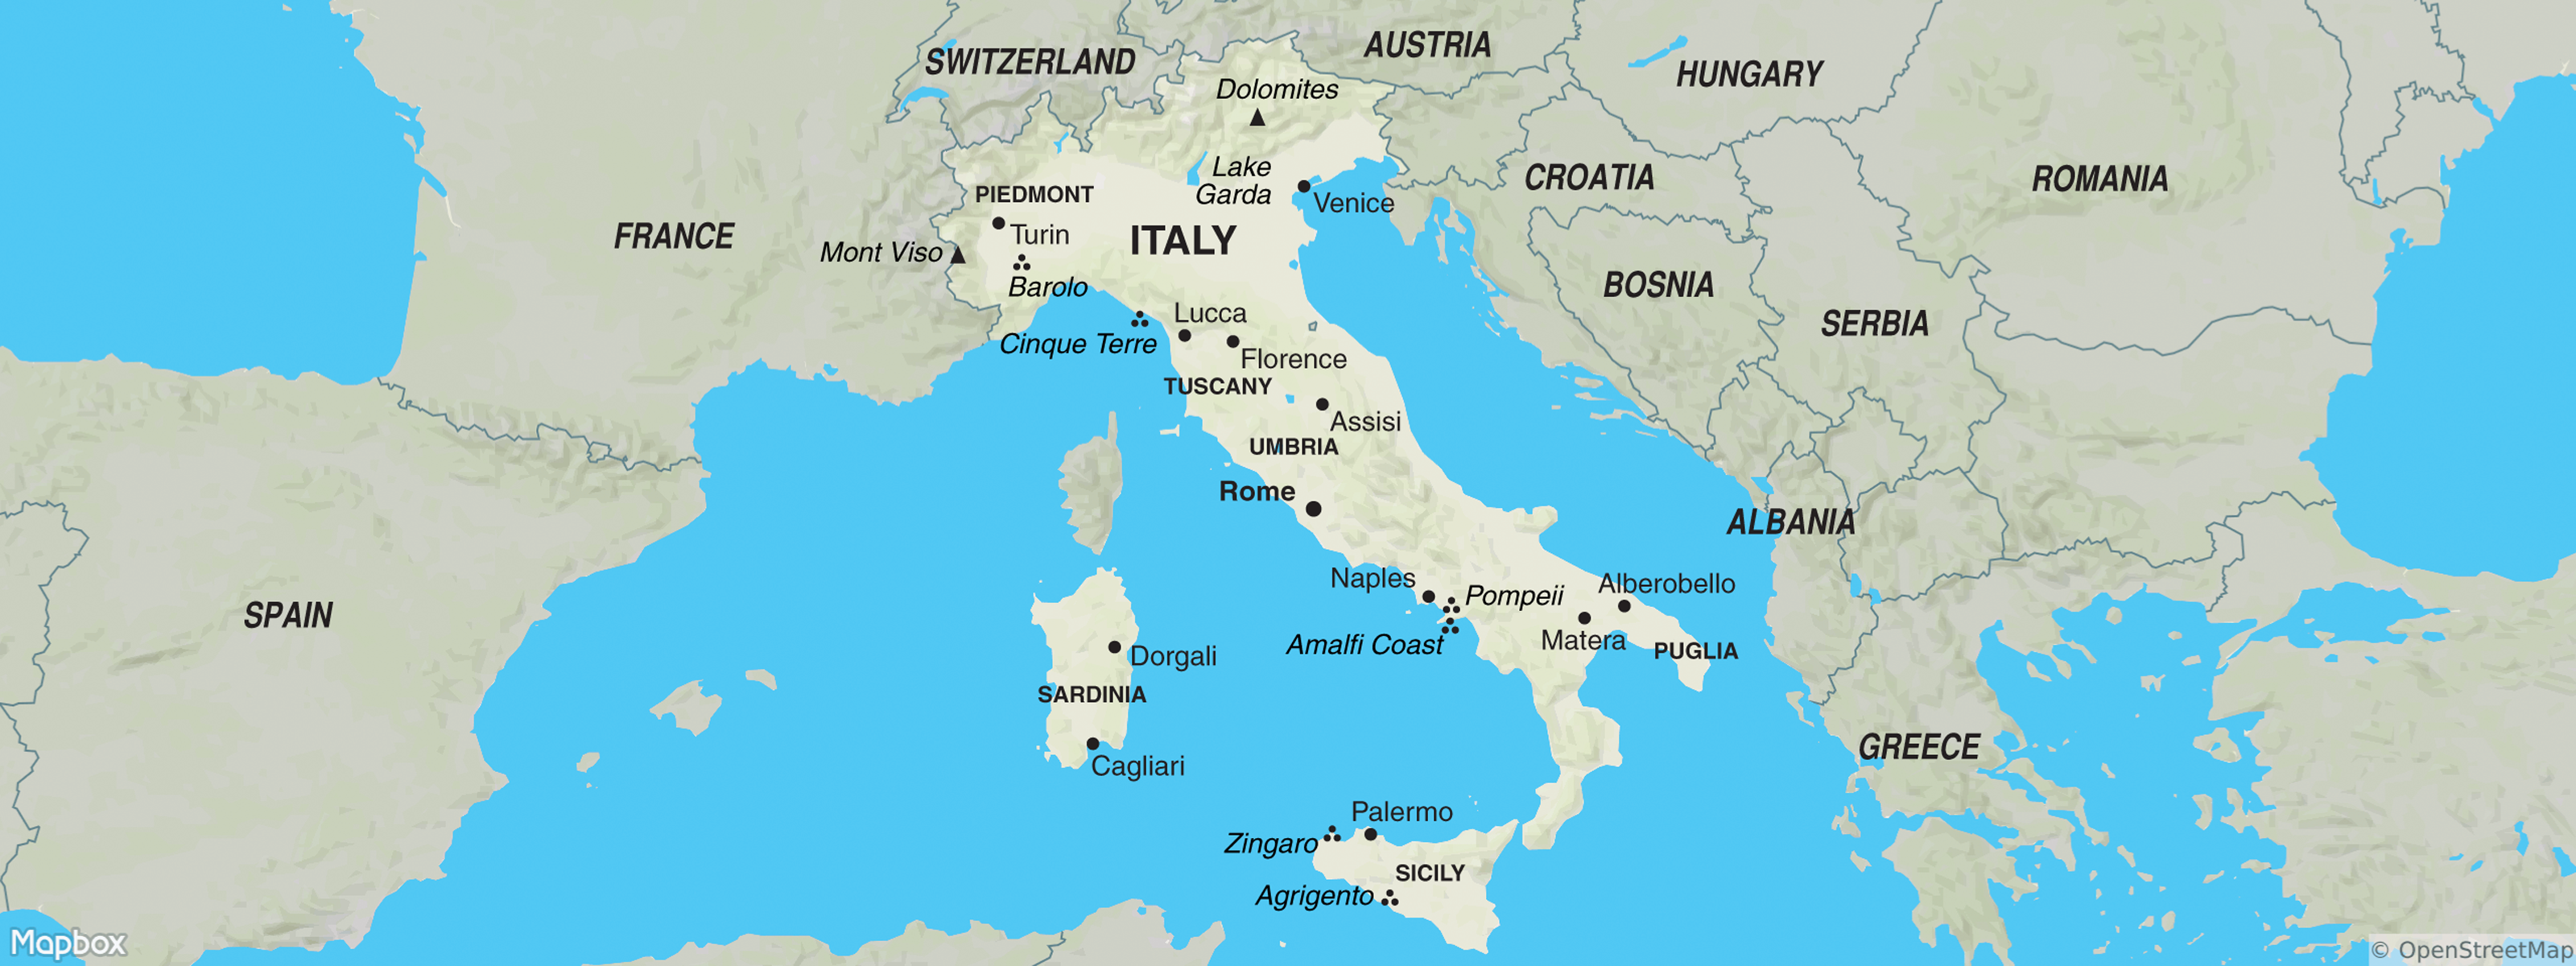 AUSTRIA
SWITZERLAND
HUNGARY
Dolomites
Lake
Garda
CROATIA
ROMANIA
PIEDMONT
Venice
Turin
FRANCE
ITALY
Mont Viso
Barolo
BOSNIA
Lucca
SERBIA
Cinque Terre
Florence
TUSCANY
Assisi
UMBRIA
Rome
ALBANIA
Naples
Pompeii
Alberobello
SPAIN
Amalfi Coast
Matera
PUGLIA
Dorgali
SARDINIA
GREECE
Cagliari
Palermo
Zingaro
SICILY
Agrigento
Mapbox
© OpenStreetMap